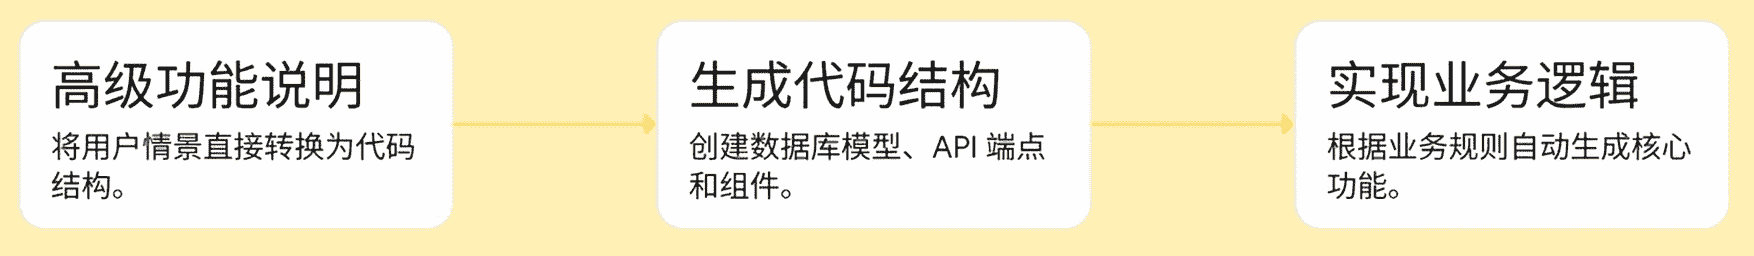 高级功能说明
将用户情景直接转换为代码
结构。
生成代码结构
创建数据库模型、API 端点
和组件。
实现业务逻辑
根据业务规则自动生成核心
功能。